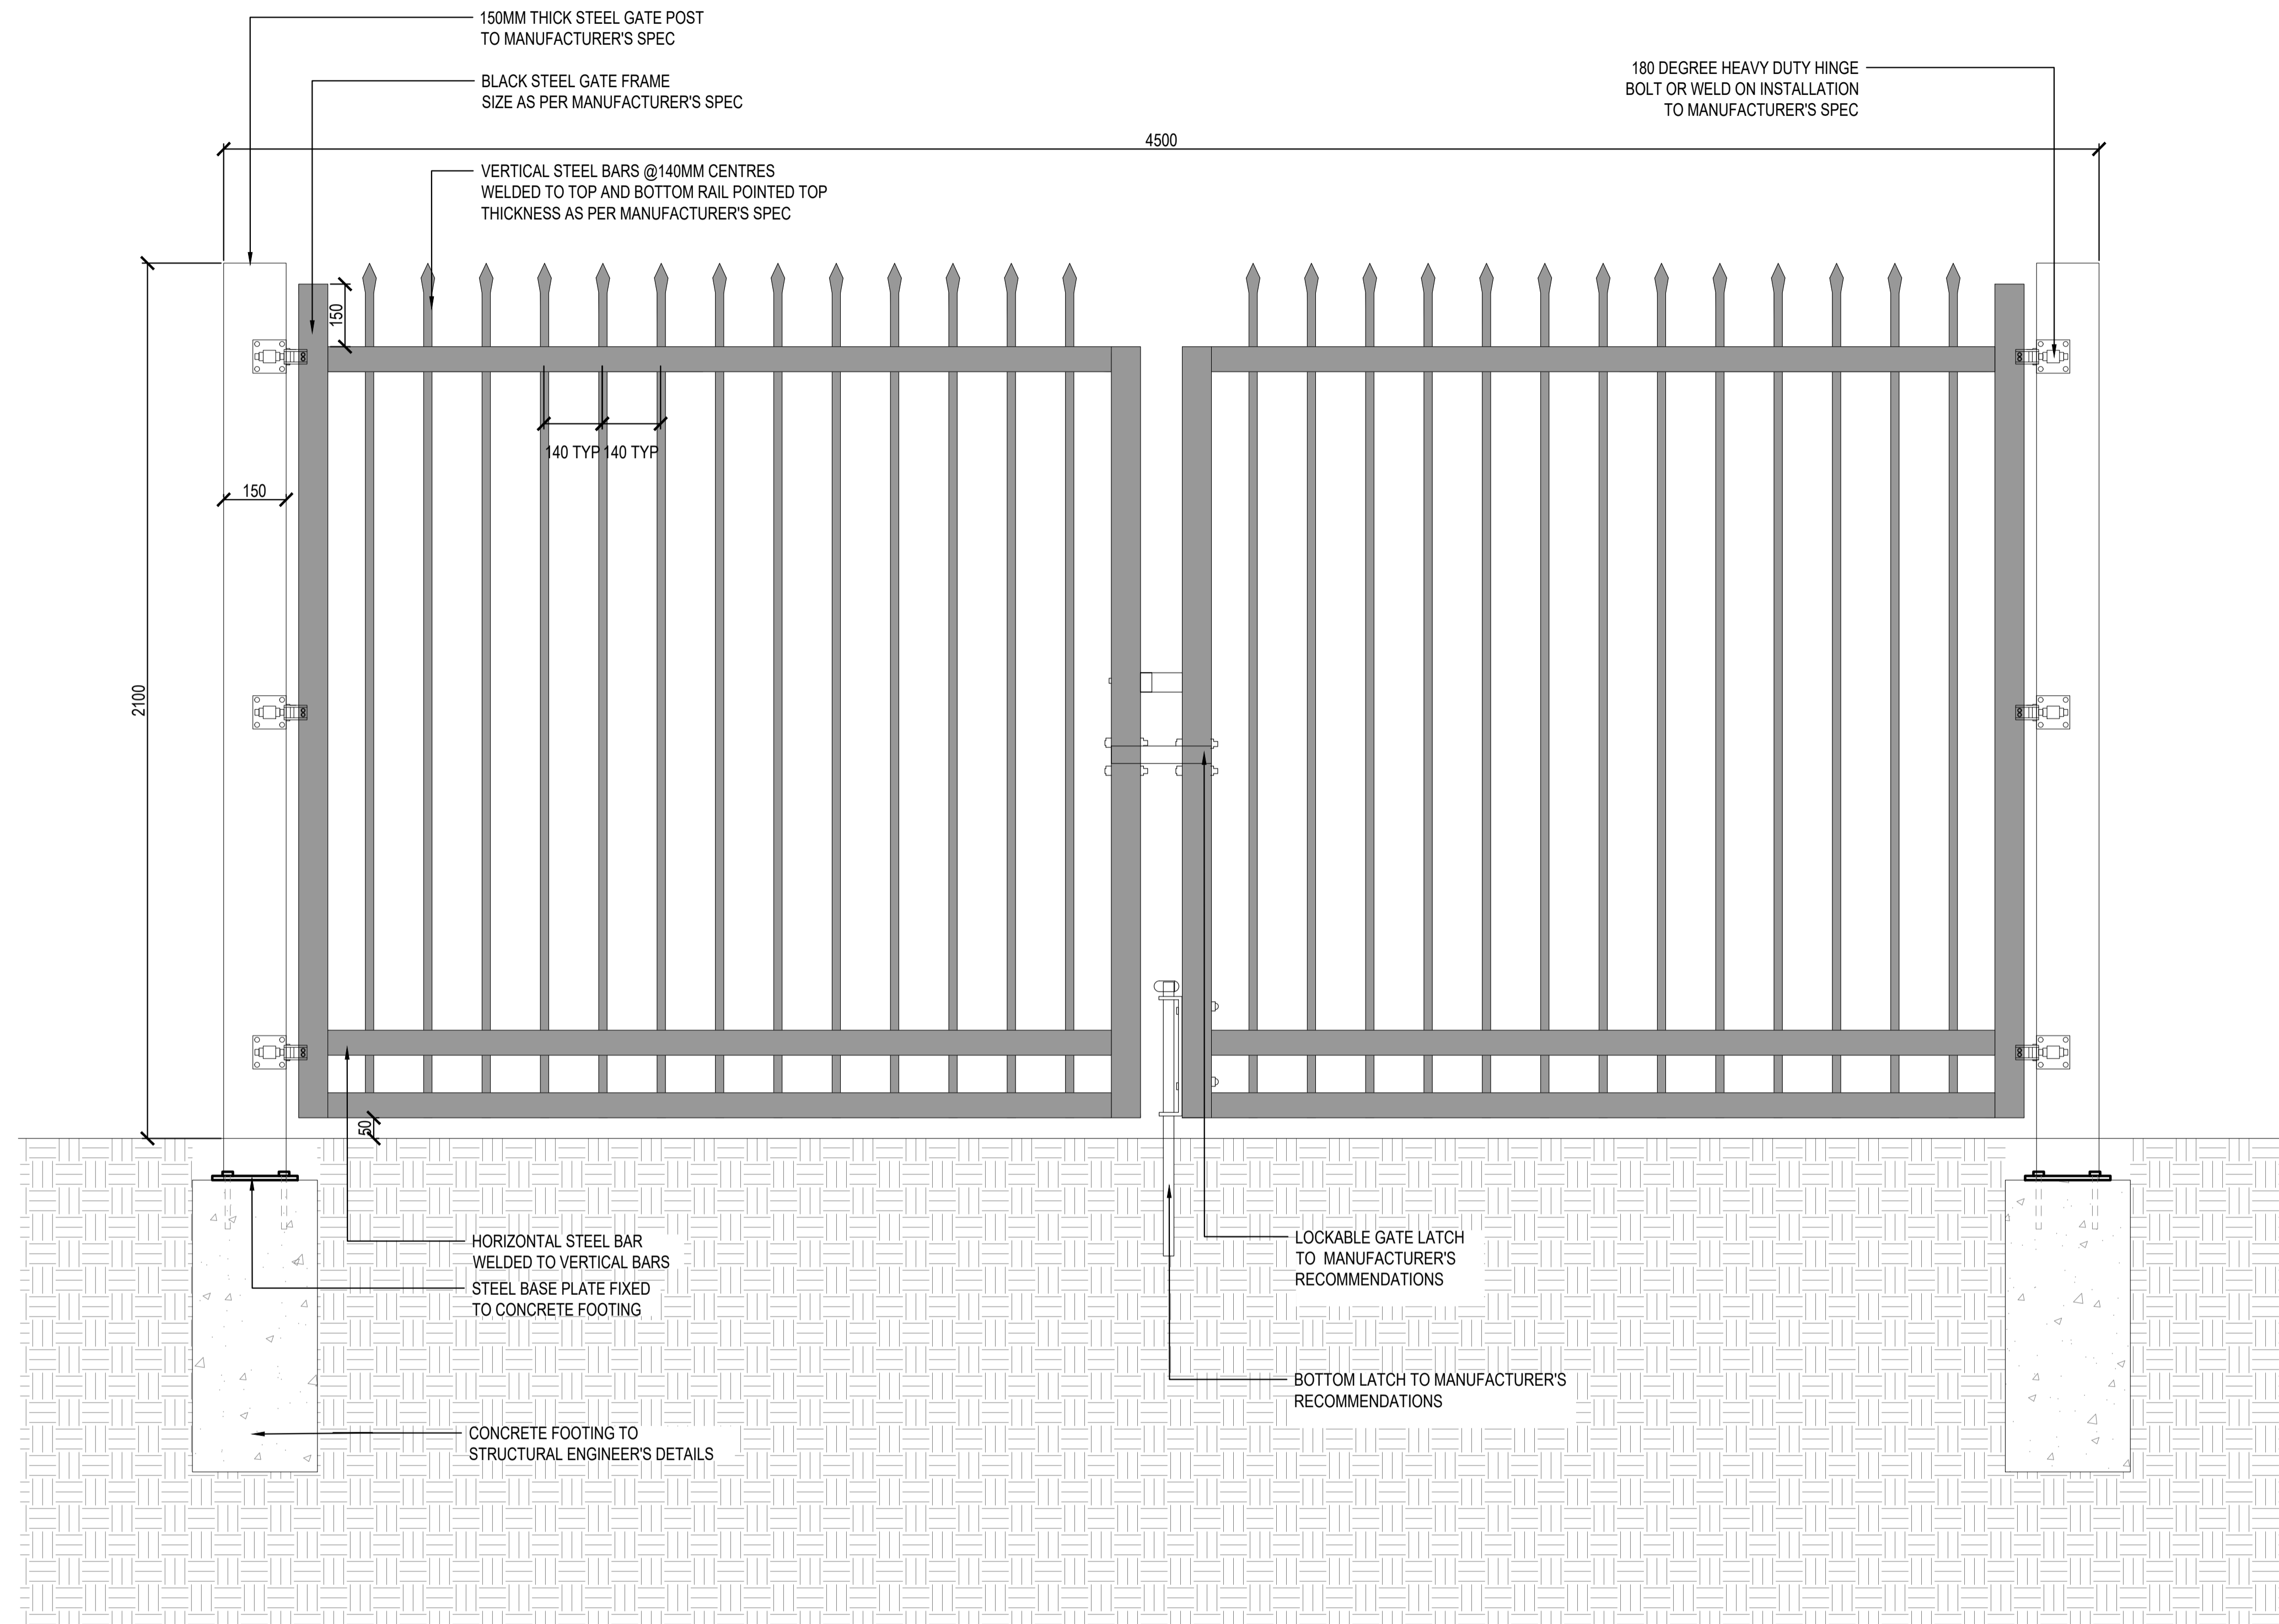 150MM THICK STEEL GATE POST
TO MANUFACTURER'S SPEC
BLACK STEEL GATE FRAME
SIZE AS PER MANUFACTURER'S SPEC
180 DEGREE HEAVY DUTY HINGE
BOLT OR WELD ON INSTALLATION
TO MANUFACTURER'S SPEC
4500
VERTICAL STEEL BARS @140MM CENTRES
WELDED TO TOP AND BOTTOM RAIL POINTED TOP
THICKNESS AS PER MANUFACTURER'S SPEC
150
140 TYP 140 TYP
150
2100
50
HORIZONTAL STEEL BAR
WELDED TO VERTICAL BARS
STEEL BASE PLATE FIXED
TO CONCRETE FOOTING
LOCKABLE GATE LATCH
TO MANUFACTURER'S
RECOMMENDATIONS
BOTTOM LATCH TO MANUFACTURER'S
RECOMMENDATIONS
CONCRETE FOOTING TO
STRUCTURAL ENGINEER'S DETAILS